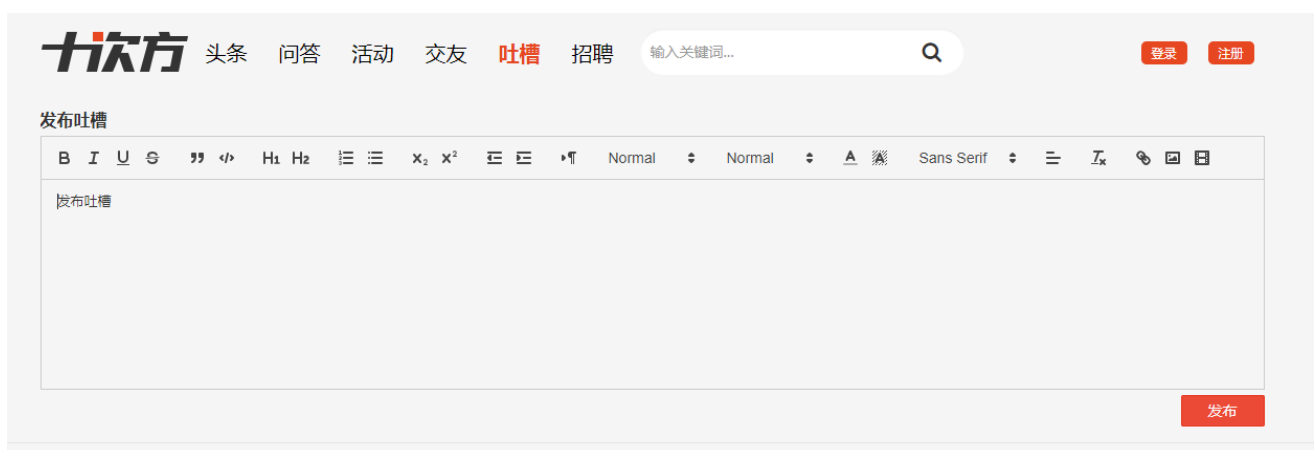 十次方 头条 问答 活动 交友 吐槽 招聘 输入关键词... 登录 注册
发布吐槽
B I U S H1 H2 X₂ X² Normal Normal A A Sans Serif Tx
发布吐槽
发布